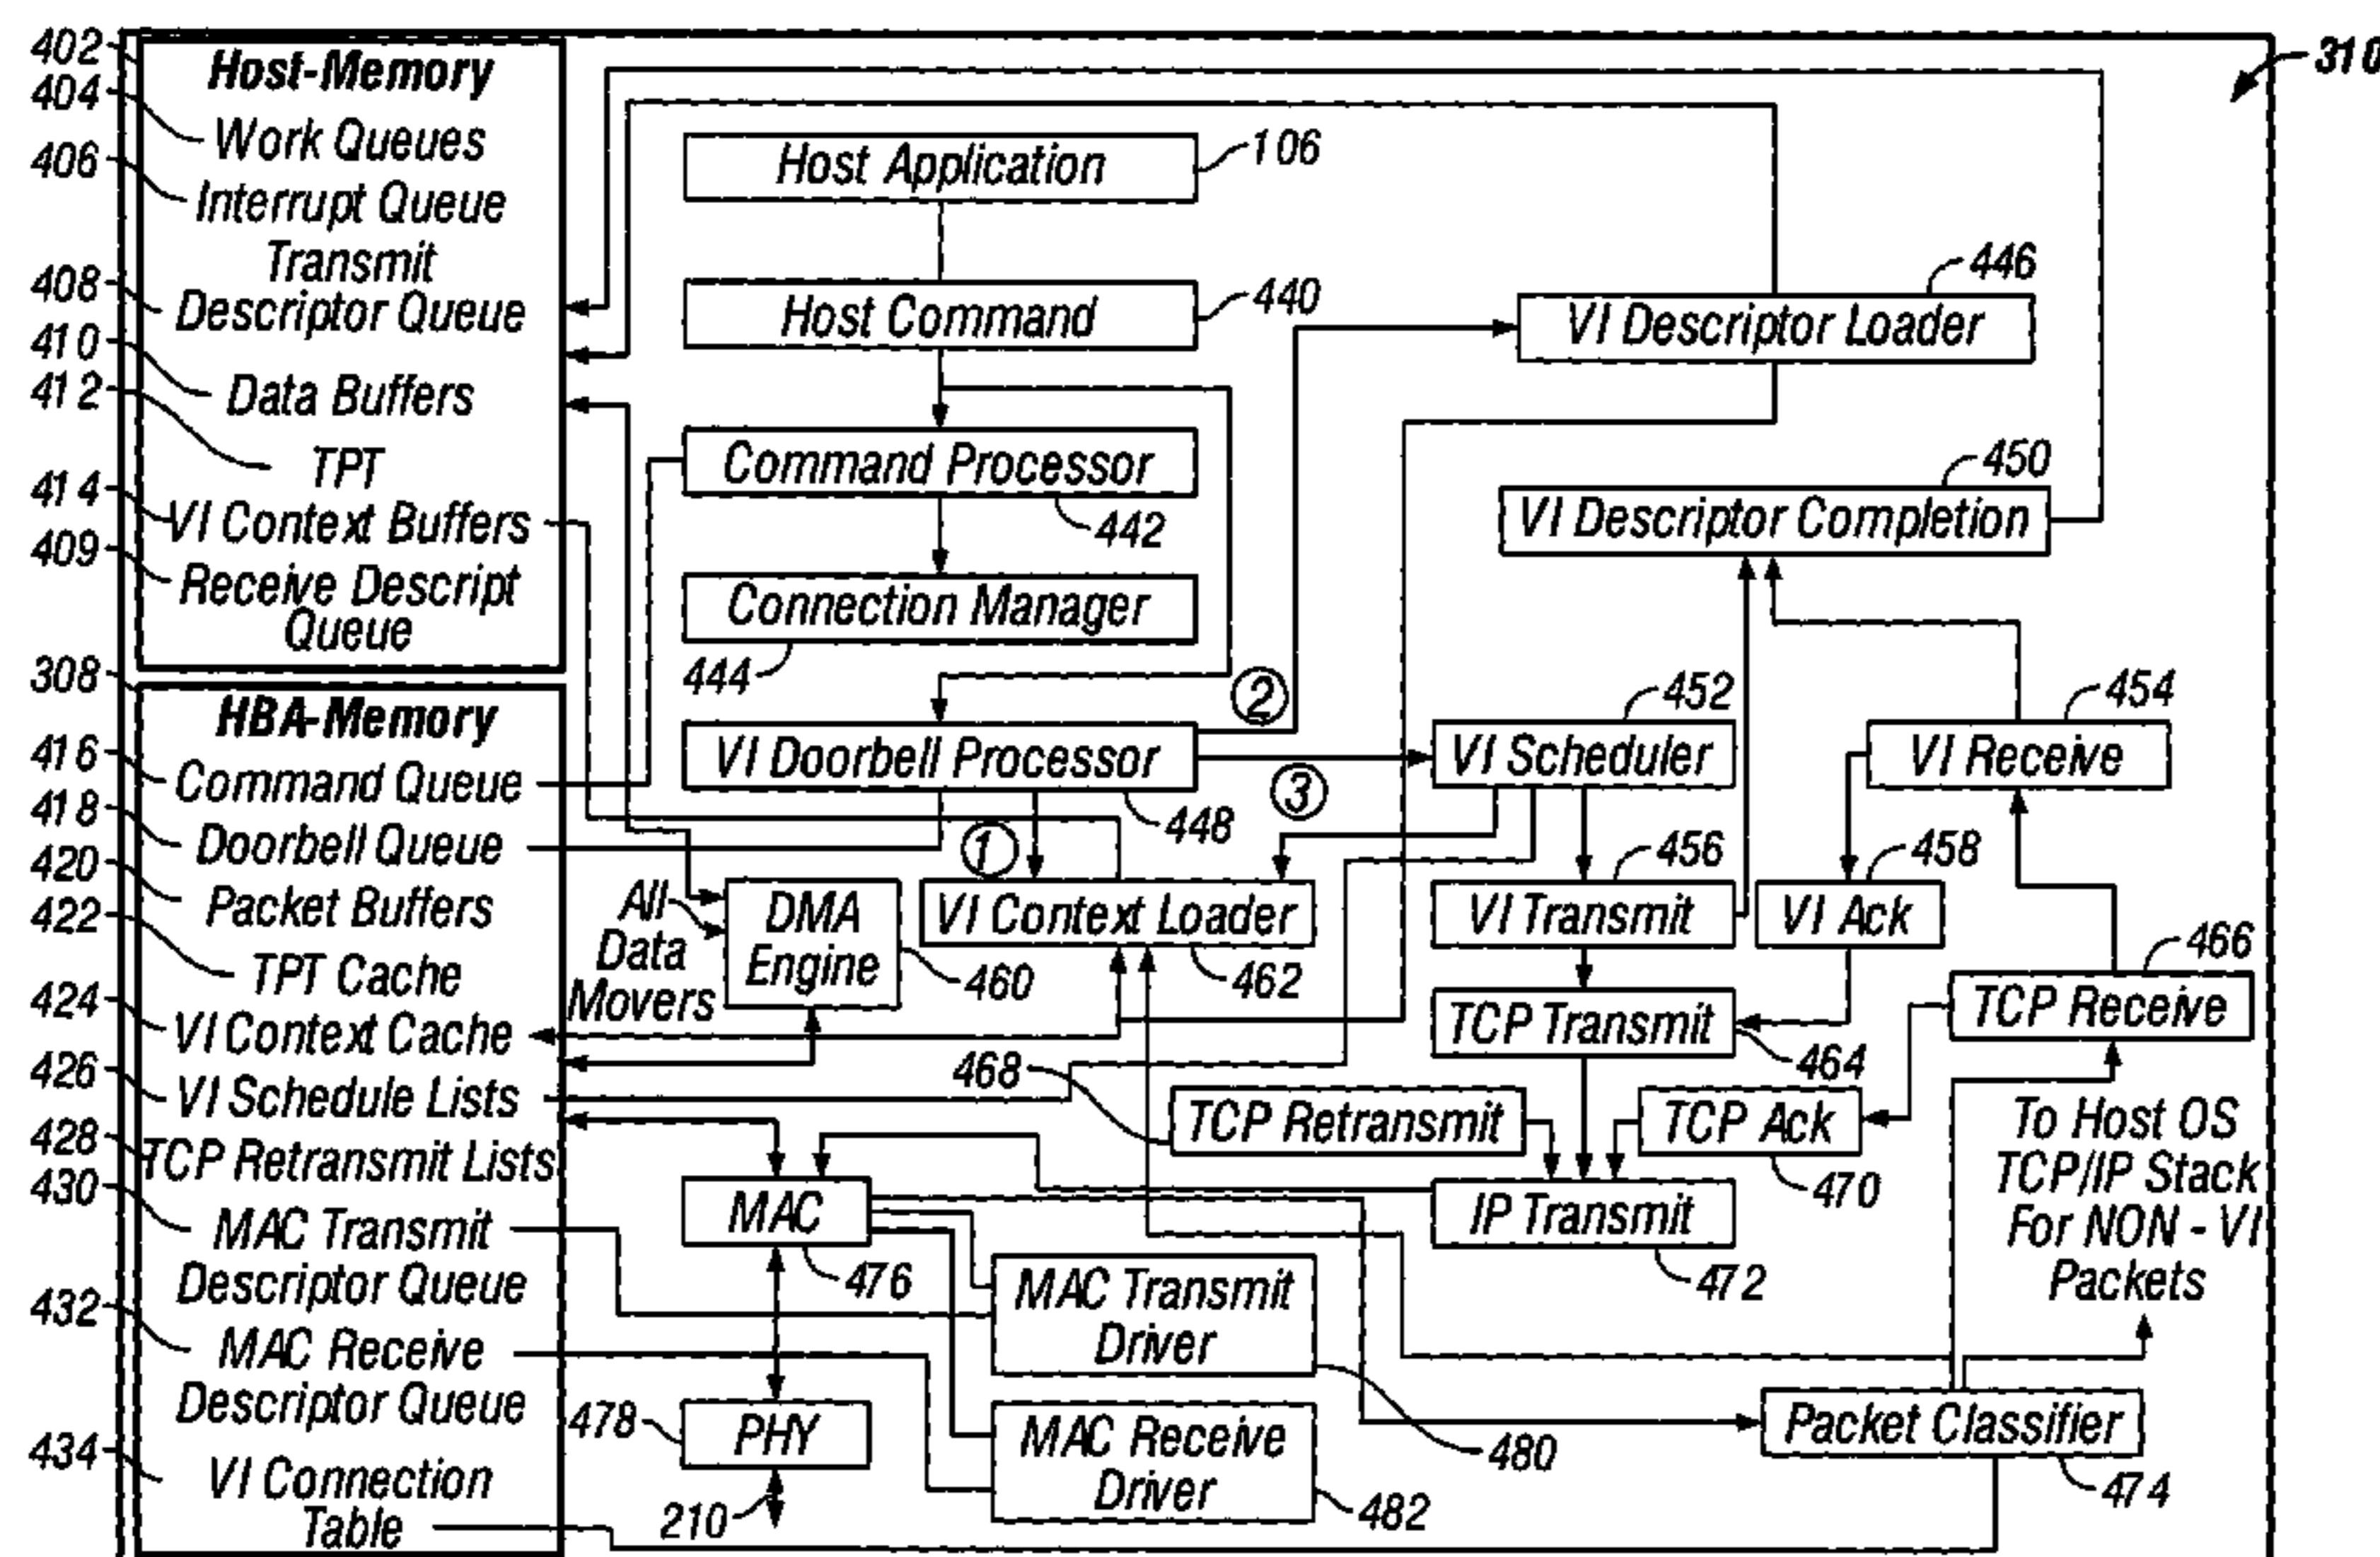 402
Host-Memory
404
Work Queues
406
Interrupt Queue
Transmit
408
Descriptor Queue
410
Data Buffers
412
TPT
414
VI Context Buffers
409
Receive Descript
Queue
308
HBA-Memory
416
Command Queue
418
Doorbell Queue
420
Packet Buffers
422
TPT Cache
424
VI Context Cache
426
VI Schedule Lists
428
TCP Retransmit Lists
430
MAC Transmit
Descriptor Queue
432
MAC Receive
Descriptor Queue
434
VI Connection
Table
310
Host Application
106
Host Command
440
VI Descriptor Loader
446
Command Processor
442
VI Descriptor Completion
450
Connection Manager
444
2
VI Doorbell Processor
448
3
VI Scheduler
452
VI Receive
454
1
All
Data
Movers
DMA
Engine
460
VI Context Loader
462
VI Transmit
456
VI Ack
458
TCP Transmit
464
TCP Receive
466
468
TCP Retransmit
TCP Ack
470
To Host OS
TCP/IP Stack
For NON - VI
Packets
MAC
476
IP Transmit
472
MAC Transmit
Driver
480
478
PHY
210
MAC Receive
Driver
482
Packet Classifier
474